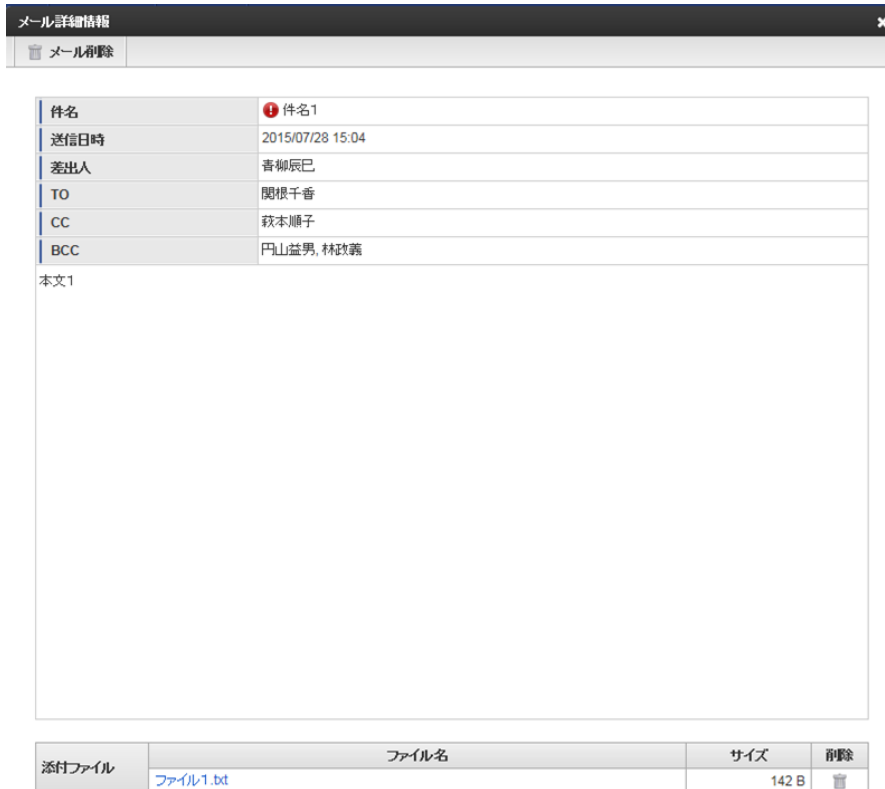 メール詳細情報
メール削除
件名 件名1
送信日時 2015/07/28 15:04
差出人 青柳辰巳
TO 関根千香
CC 萩本順子
BCC 円山益男, 林政義
本文1
添付ファイル ファイル名 サイズ 削除
ファイル1.txt 142 B